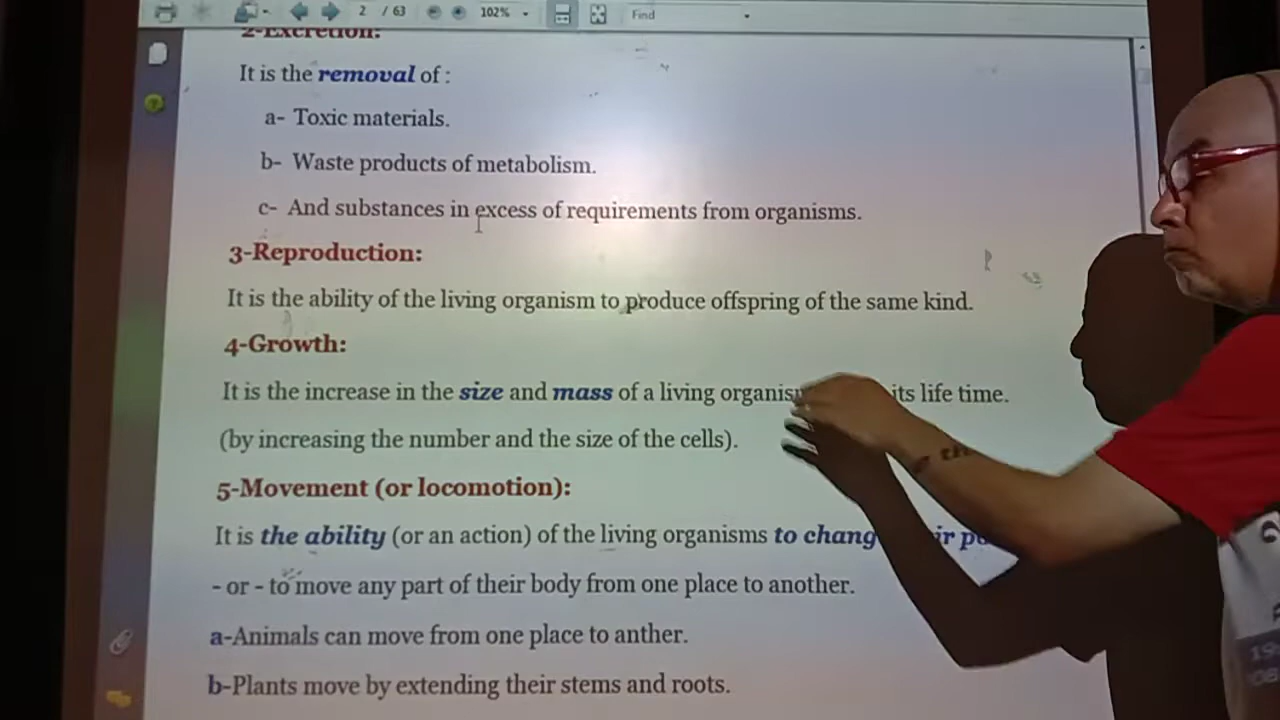 2 / 63 102% Find
2-Excretion:
It is the removal of :
a- Toxic materials.
b- Waste products of metabolism.
c- And substances in excess of requirements from organisms.
3-Reproduction:
It is the ability of the living organism to produce offspring of the same kind.
4-Growth:
It is the increase in the size and mass of a living its life time.
(by increasing the number and the size of the cells).
5-Movement (or locomotion):
It is the ability (or an action) of the living organisms to
- or - to move any part of their body from one place to another.
a-Animals can move from one place to anther.
b-Plants move by extending their stems and roots.